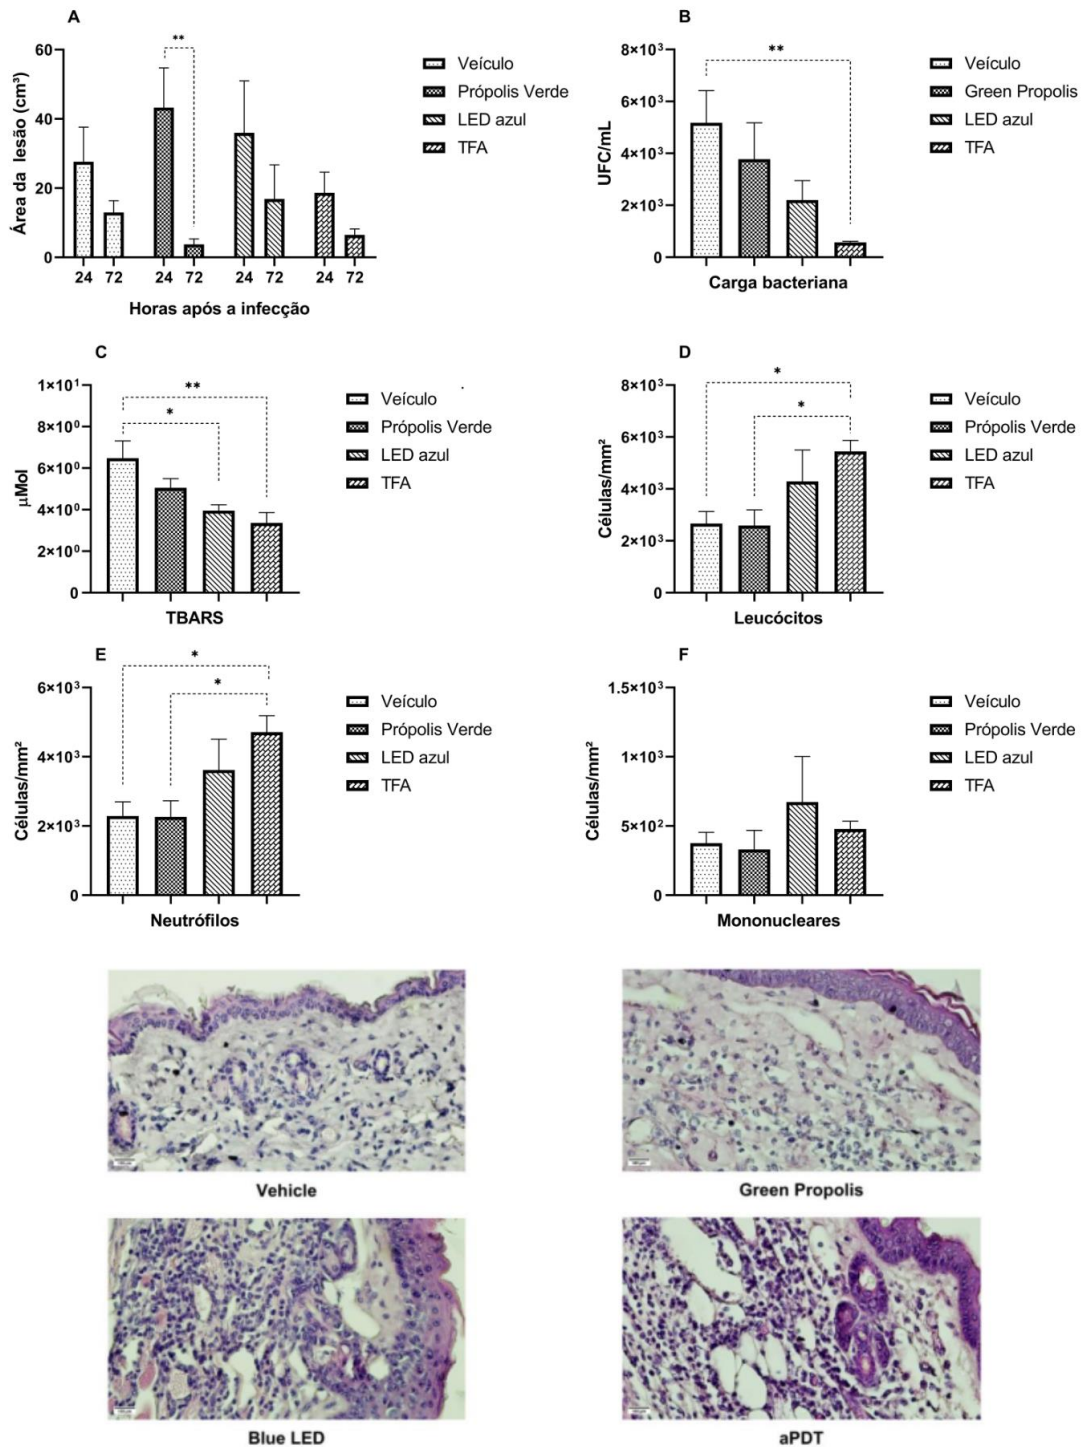 A
60
40
20
0
Área da lesão (cm³)
**
24 72 24 72 24 72 24 72
Horas após a infecção
Veículo
Própolis Verde
LED azul
TFA
B
8×10³
6×10³
4×10³
2×10³
0
UFC/mL
**
Carga bacteriana
Veículo
Green Propolis
LED azul
TFA
C
1×10¹
8×10⁰
6×10⁰
4×10⁰
2×10⁰
0
µMol
**
*
TBARS
Veículo
Própolis Verde
LED azul
TFA
D
8×10³
6×10³
4×10³
2×10³
0
Células/mm²
*
*
Leucócitos
Veículo
Própolis Verde
LED azul
TFA
E
6×10³
4×10³
2×10³
0
Células/mm²
*
*
Neutrófilos
Veículo
Própolis Verde
LED azul
TFA
F
1.5×10³
1×10³
5×10²
0
Células/mm²
Mononucleares
Veículo
Própolis Verde
LED azul
TFA
Vehicle
Green Propolis
Blue LED
aPDT